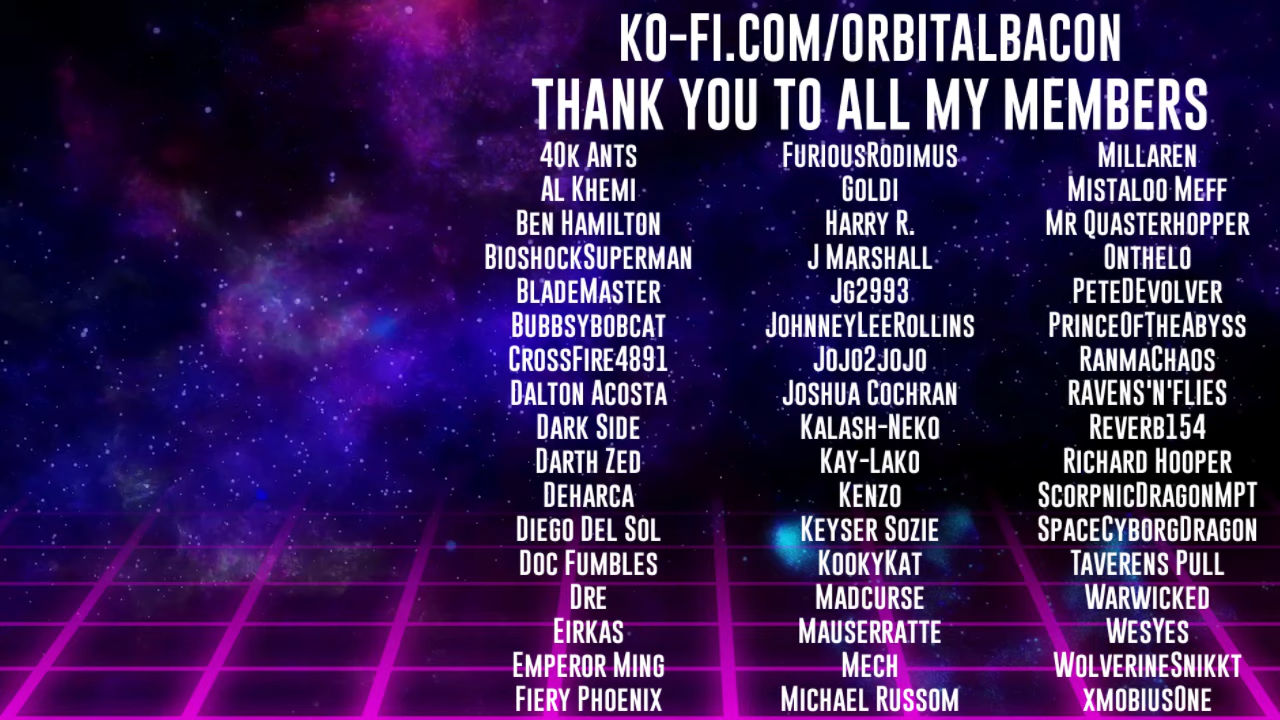 KO-FI.COM/ORBITALBACON
THANK YOU TO ALL MY MEMBERS
40k Ants
Al Khemi
Ben Hamilton
BioshockSuperman
BladeMaster
Bubbsybobcat
CrossFire4891
Dalton Acosta
Dark Side
Darth Zed
Deharca
Diego Del Sol
Doc Fumbles
Dre
Eirkas
Emperor Ming
Fiery Phoenix
FuriousRodimus
Goldi
Harry R.
J Marshall
Jg2993
JohnneyLeeRollins
Jojo2jojo
Joshua Cochran
Kalash-Neko
Kay-Lako
Kenzo
Keyser Sozie
KookyKat
Madcurse
Mauserratte
Mech
Michael Russom
Millaren
Mistaloo Meff
Mr Quasterhopper
Onthelo
PeteDEvolver
PrinceOfTheAbyss
RanmaChaos
RAVENS'N'FLIES
Reverb154
Richard Hooper
ScorpnicDragonMPT
SpaceCyborgDragon
Taverens Pull
Warwicked
WesYes
WolverineSnikkt
xmobiusOne